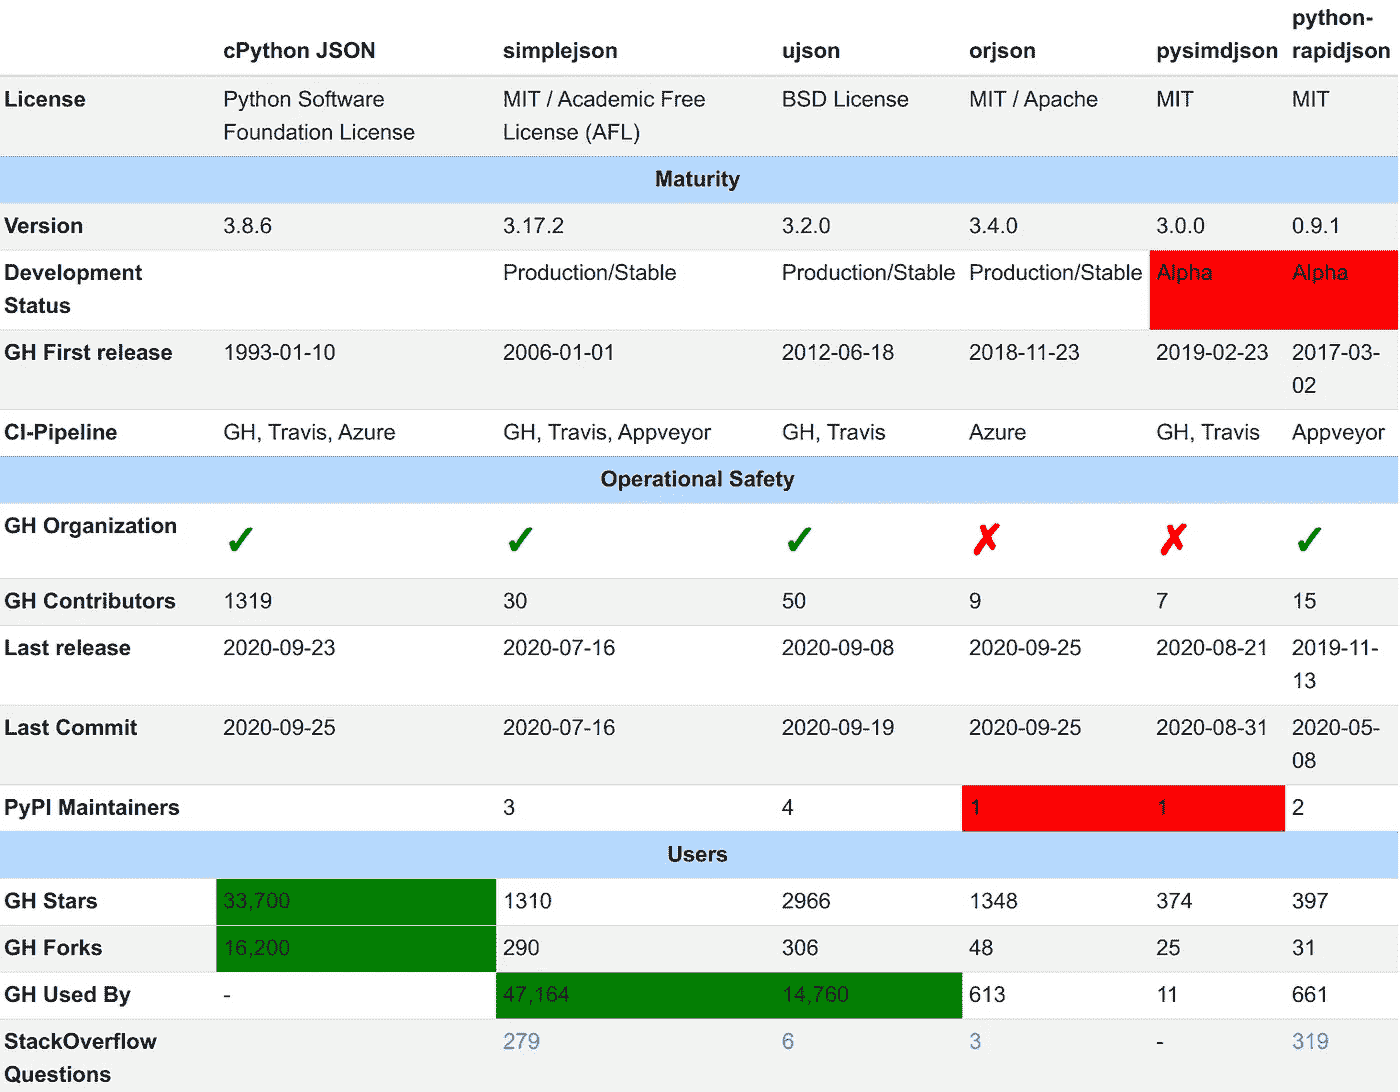 python-
cPython JSON simplejson ujson orjson pysimdjson rapidjson
License Python Software MIT / Academic Free BSD License MIT / Apache MIT MIT
Foundation License License (AFL)
Maturity
Version 3.8.6 3.17.2 3.2.0 3.4.0 3.0.0 0.9.1
Development Production/Stable Production/Stable Production/Stable Alpha Alpha
Status
GH First release 1993-01-10 2006-01-01 2012-06-18 2018-11-23 2019-02-23 2017-03-
02
CI-Pipeline GH, Travis, Azure GH, Travis, Appveyor GH, Travis Azure GH, Travis Appveyor
Operational Safety
GH Organization ✓ ✓ ✓ ✗ ✗ ✓
GH Contributors 1319 30 50 9 7 15
Last release 2020-09-23 2020-07-16 2020-09-08 2020-09-25 2020-08-21 2019-11-
13
Last Commit 2020-09-25 2020-07-16 2020-09-19 2020-09-25 2020-08-31 2020-05-
08
PyPI Maintainers 3 4 1 1 2
Users
GH Stars 33,700 1310 2966 1348 374 397
GH Forks 16,200 290 306 48 25 31
GH Used By - 47,164 14,760 613 11 661
StackOverflow 279 6 3 - 319
Questions